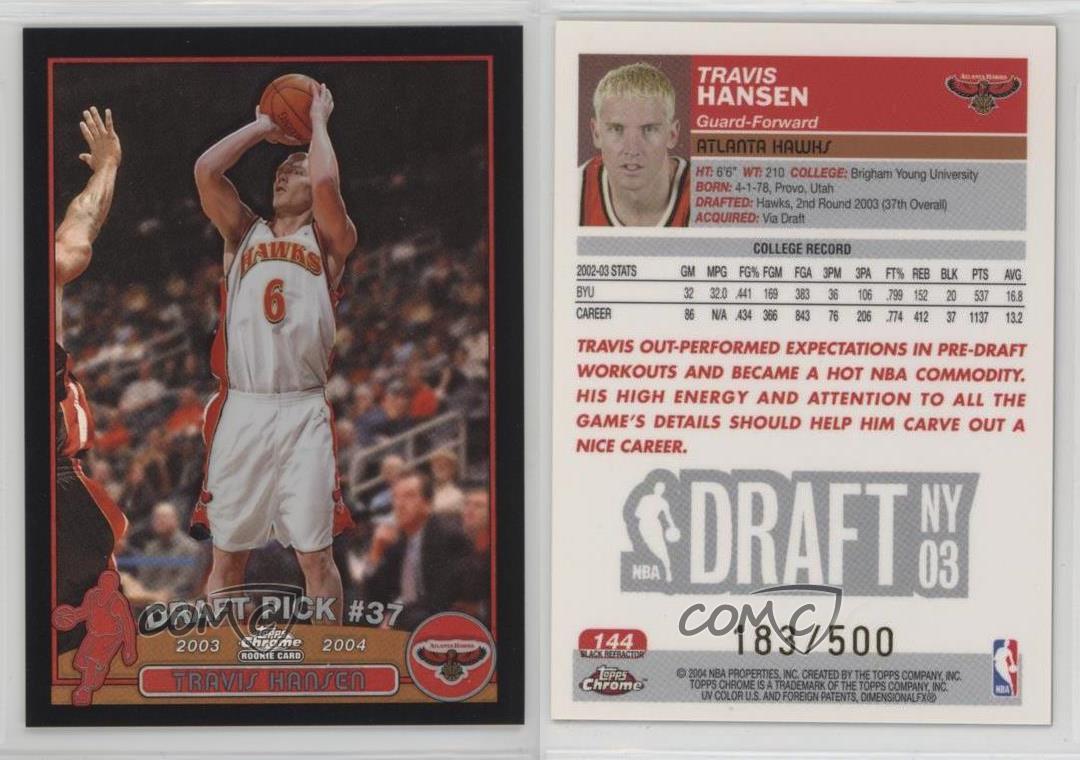 HAWKS
6
DRAFT PICK #37
COMC
2003 Topps Chrome 2004
ROOKIE CARD
ATLANTA HAWKS
TRAVIS HANSEN
TRAVIS
HANSEN
Guard-Forward
ATLANTA HAWKS
ATLANTA HAWKS
HT: 6'6" WT: 210 COLLEGE: Brigham Young University
BORN: 4-1-78, Provo, Utah
DRAFTED: Hawks, 2nd Round 2003 (37th Overall)
ACQUIRED: Via Draft
COLLEGE RECORD
2002-03 STATS GM MPG FG% FGM FGA 3PM 3PA FT% REB BLK PTS AVG
BYU 32 32.0 .441 169 383 36 106 .799 152 20 537 16.8
CAREER 86 N/A .434 366 843 76 206 .774 412 37 1137 13.2
TRAVIS OUT-PERFORMED EXPECTATIONS IN PRE-DRAFT
WORKOUTS AND BECAME A HOT NBA COMMODITY.
HIS HIGH ENERGY AND ATTENTION TO ALL THE
GAME'S DETAILS SHOULD HELP HIM CARVE OUT A
NICE CAREER.
NBA DRAFT NY
03
COMC
183/500
144
BLACK REFRACTOR
Topps Chrome
© 2004 NBA PROPERTIES, INC. CREATED BY THE TOPPS COMPANY, INC.
TOPPS CHROME IS A TRADEMARK OF THE TOPPS COMPANY, INC.
UV COLOR U.S. AND FOREIGN PATENTS, DIMENSIONALFX®
NBA